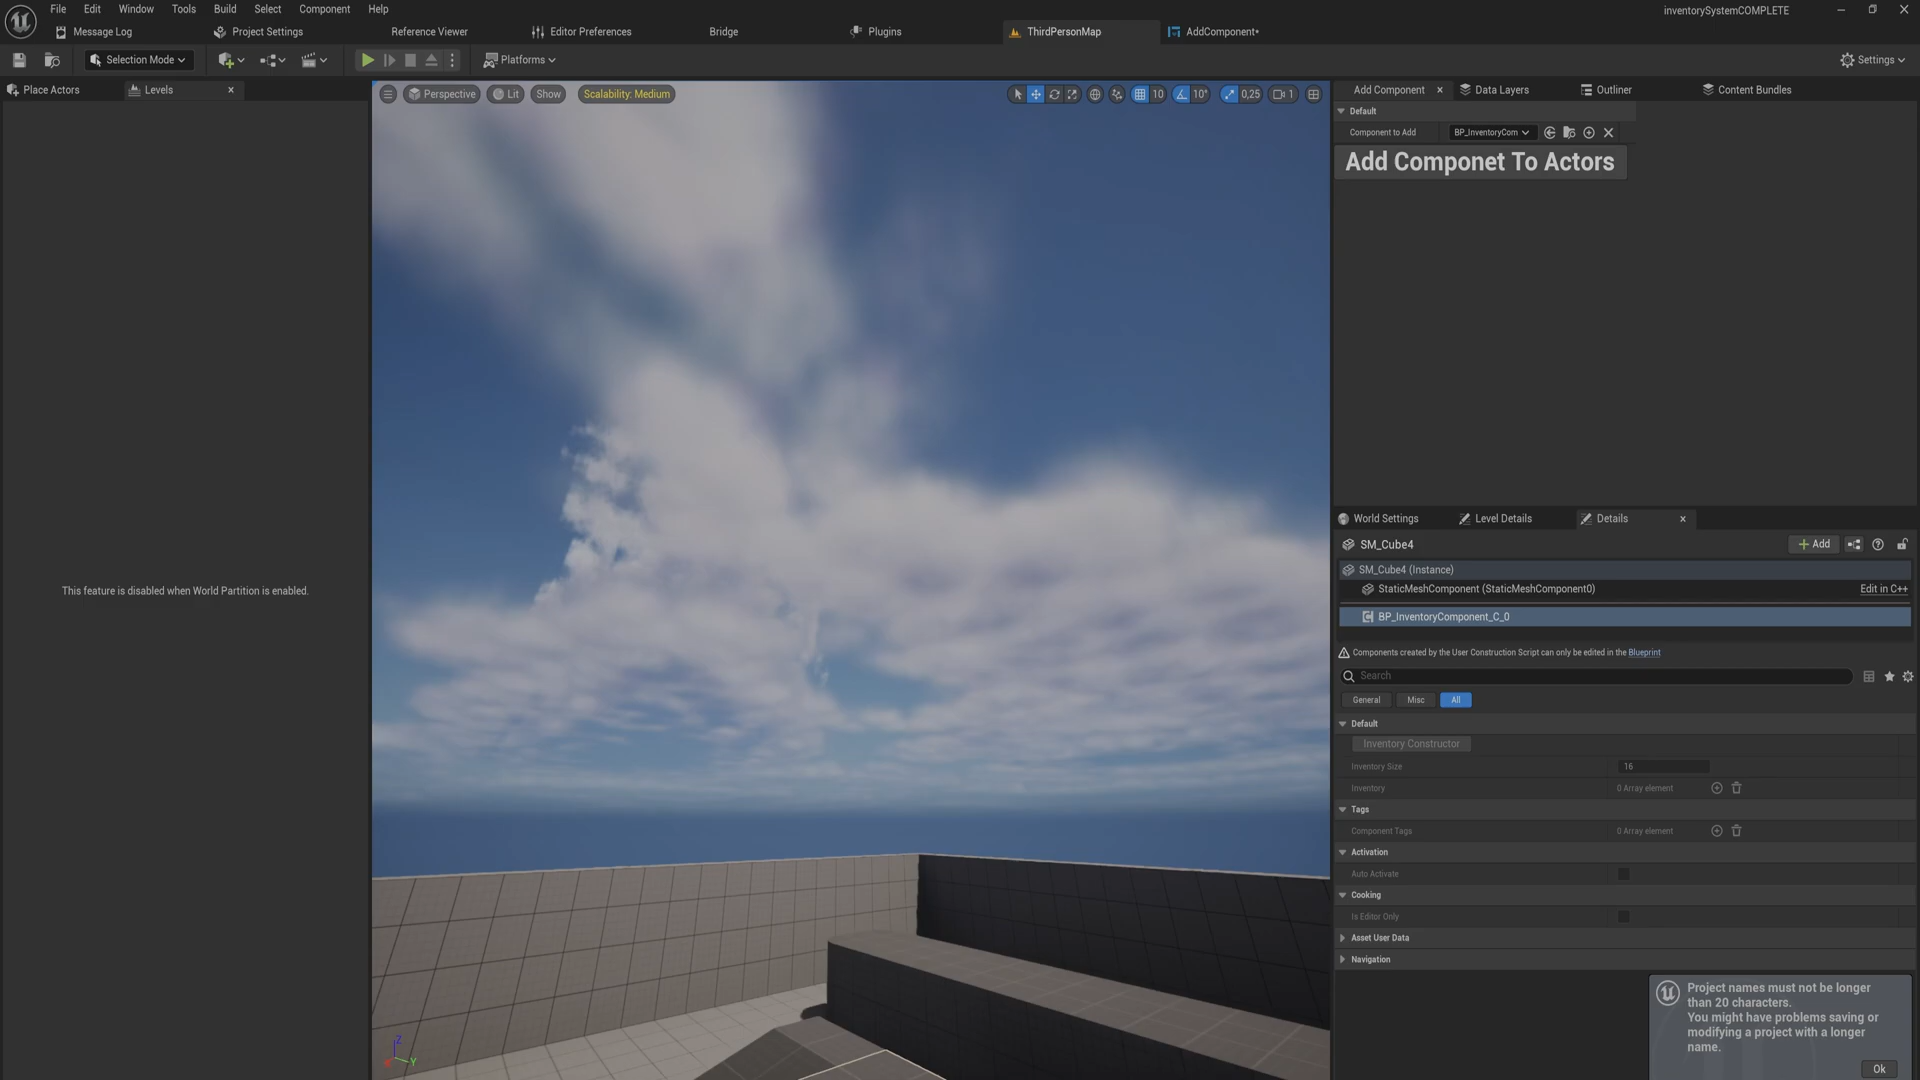 File Edit Window Tools Build Select Component Help
inventorySystemCOMPLETE
Message Log Project Settings Reference Viewer Editor Preferences Bridge Plugins ThirdPersonMap AddComponent*
Selection Mode Platforms Settings
Place Actors Levels
Perspective Lit Show Scalability: Medium 10 10° 0,25 1
Add Component Data Layers Outliner Content Bundles
Default
Component to Add BP_InventoryCom
Add Componet To Actors
This feature is disabled when World Partition is enabled.
World Settings Level Details Details
SM_Cube4 Add
SM_Cube4 (Instance)
StaticMeshComponent (StaticMeshComponent0) Edit in C++
BP_InventoryComponent_C_0
Components created by the User Construction Script can only be edited in the Blueprint
Search
General Misc All
Default
Inventory Constructor
Inventory Size 16
Inventory 0 Array element
Tags
Component Tags 0 Array element
Activation
Auto Activate
Cooking
Is Editor Only
Asset User Data
Navigation
Project names must not be longer
than 20 characters.
You might have problems saving or
modifying a project with a longer
name.
Ok
Z
X
Y